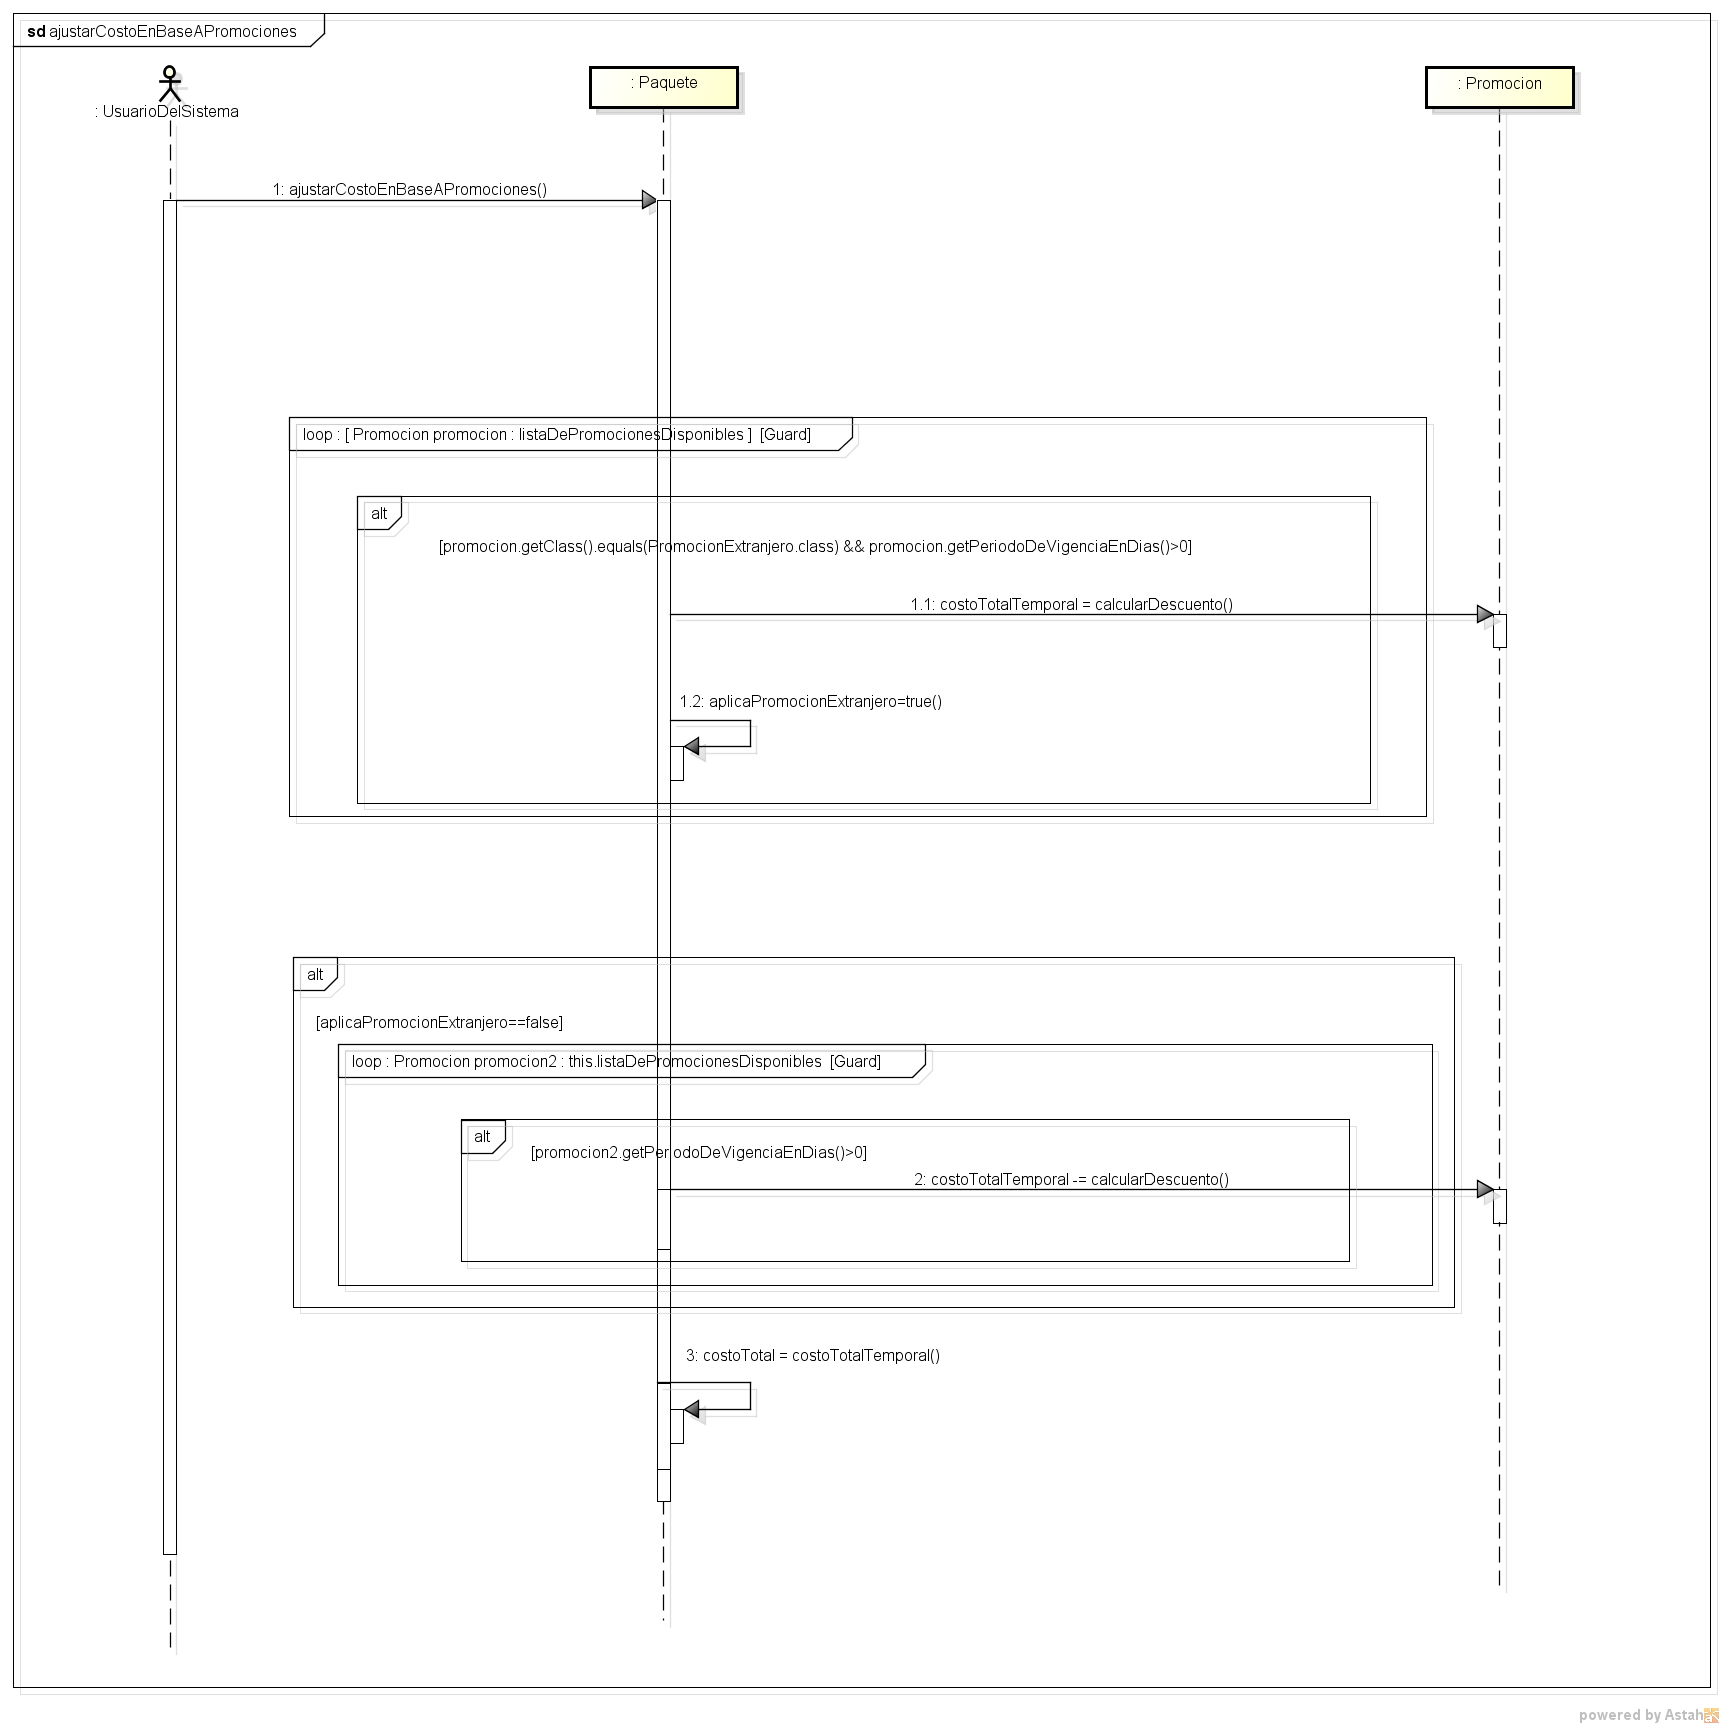 sd ajustarCostoEnBaseAPromociones
: UsuarioDelSistema
: Paquete
: Promocion
1: ajustarCostoEnBaseAPromociones()
loop : [ Promocion promocion : listaDePromocionesDisponibles ] [Guard]
alt
[promocion.getClass().equals(PromocionExtranjero.class) && promocion.getPeriodoDeVigenciaEnDias()>0]
1.1: costoTotalTemporal = calcularDescuento()
1.2: aplicaPromocionExtranjero=true()
alt
[aplicaPromocionExtranjero==false]
loop : Promocion promocion2 : this.listaDePromocionesDisponibles [Guard]
alt
[promocion2.getPeriodoDeVigenciaEnDias()>0]
2: costoTotalTemporal -= calcularDescuento()
3: costoTotal = costoTotalTemporal()
powered by Astah